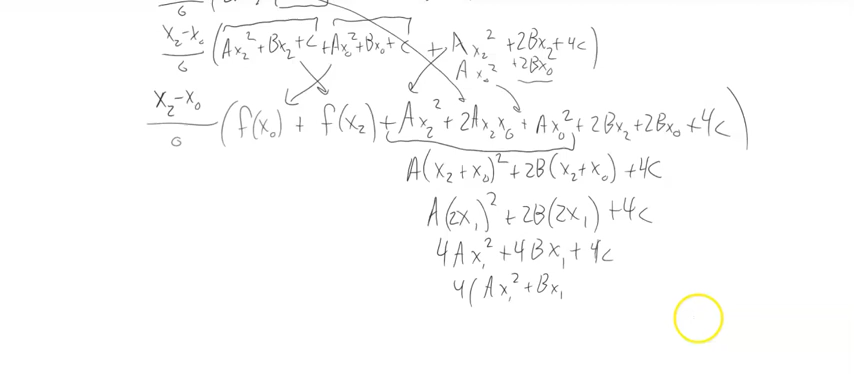 6
x₂-x₀/6 (Ax₂²+Bx₂+C+Ax₀²+Bx₀+C + Ax₂²+2Bx₂+4C)
Ax₀²+2Bx₀
x₂-x₀/6 (f(x₀) + f(x₂)+Ax₂²+2Ax₂x₀+Ax₀²+2Bx₂+2Bx₀+4C)
A(x₂+x₀)²+2B(x₂+x₀)+4C
A(2x₁)²+2B(2x₁)+4C
4Ax₁²+4Bx₁+4C
4(Ax₁²+Bx₁